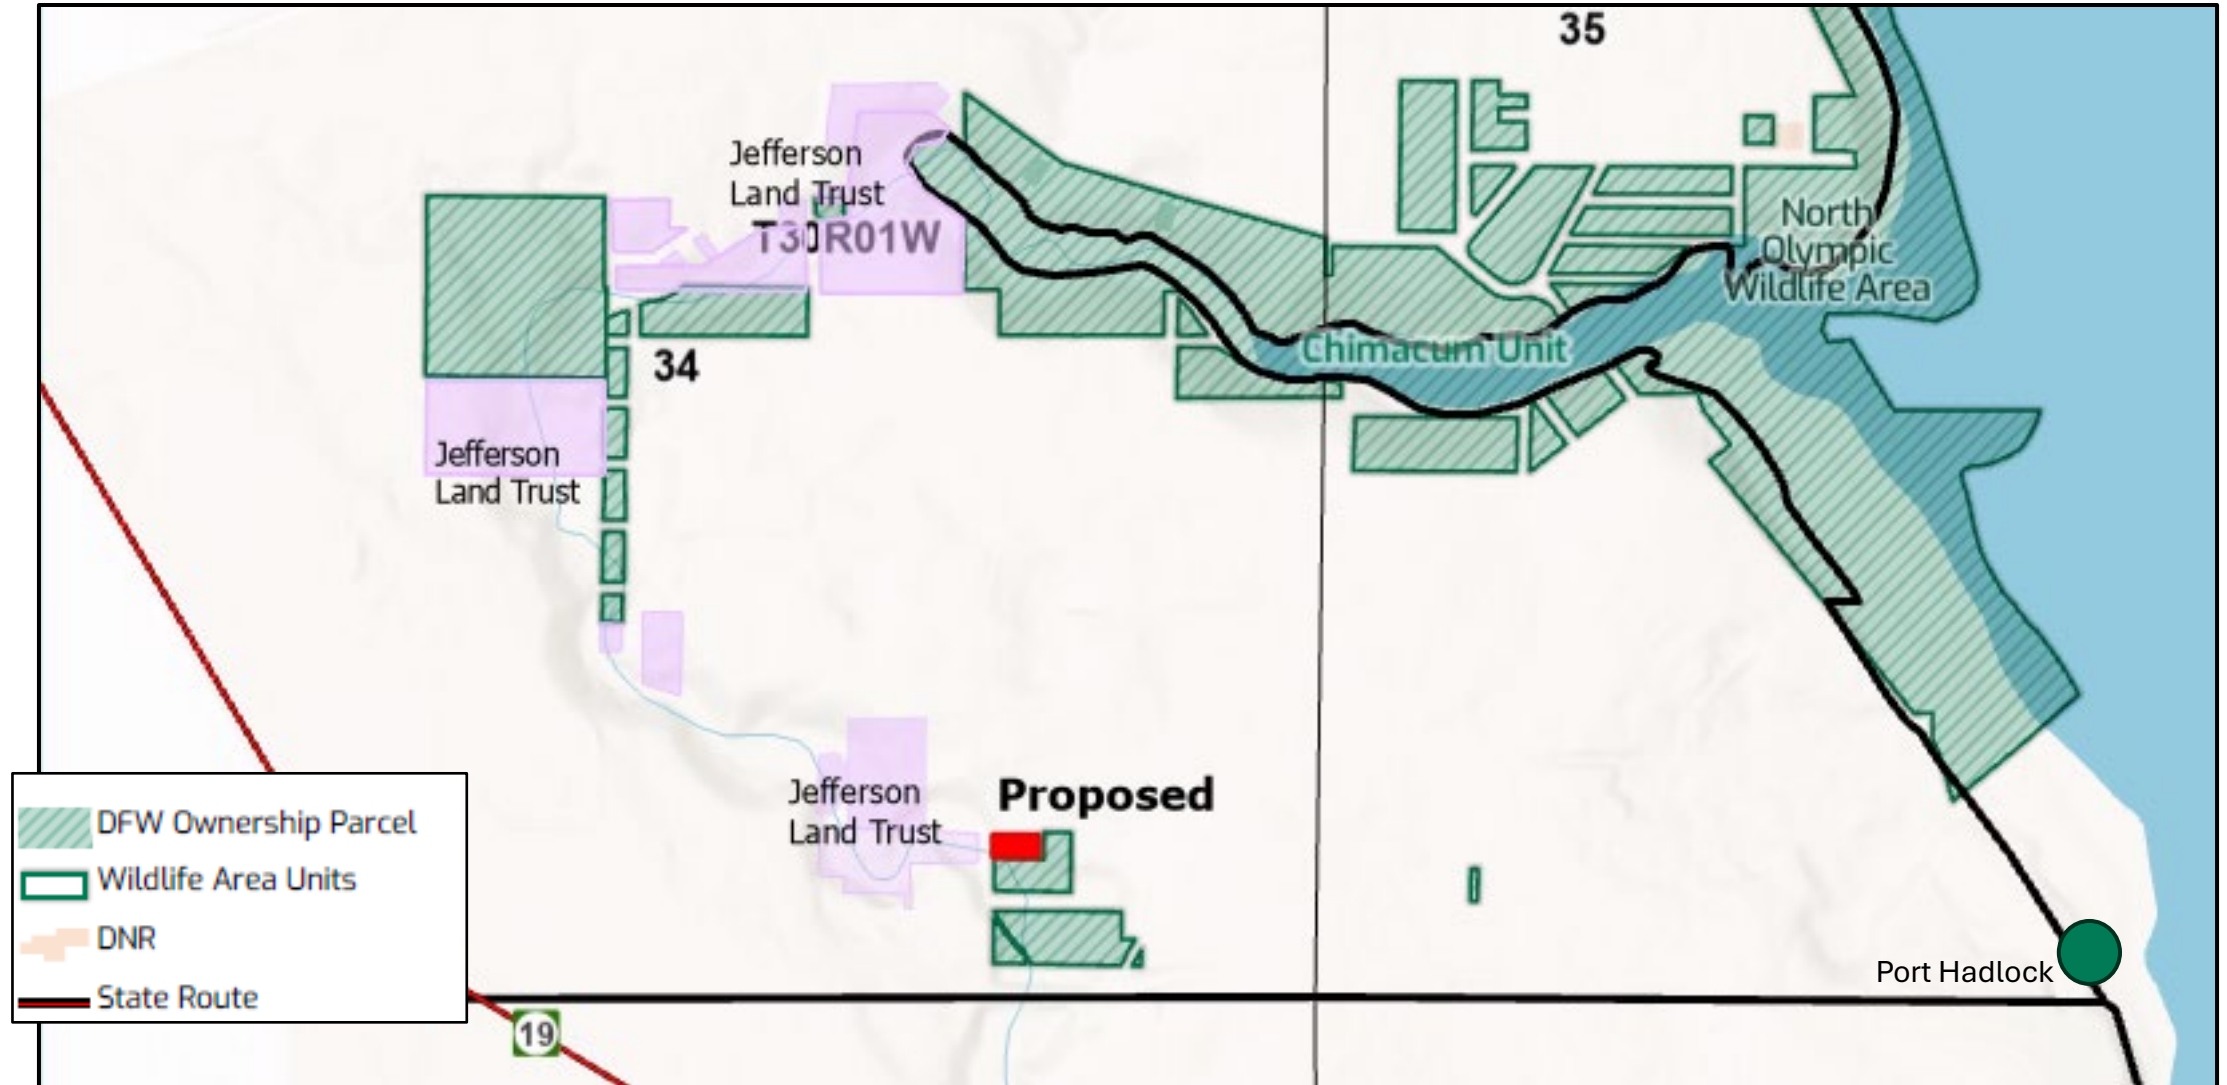 35
Jefferson
Land Trust
T30R01W
North
Olympic
Wildlife Area
Chimacum Unit
34
Jefferson
Land Trust
Jefferson
Land Trust
Proposed
DFW Ownership Parcel
Wildlife Area Units
DNR
State Route
Port Hadlock
19